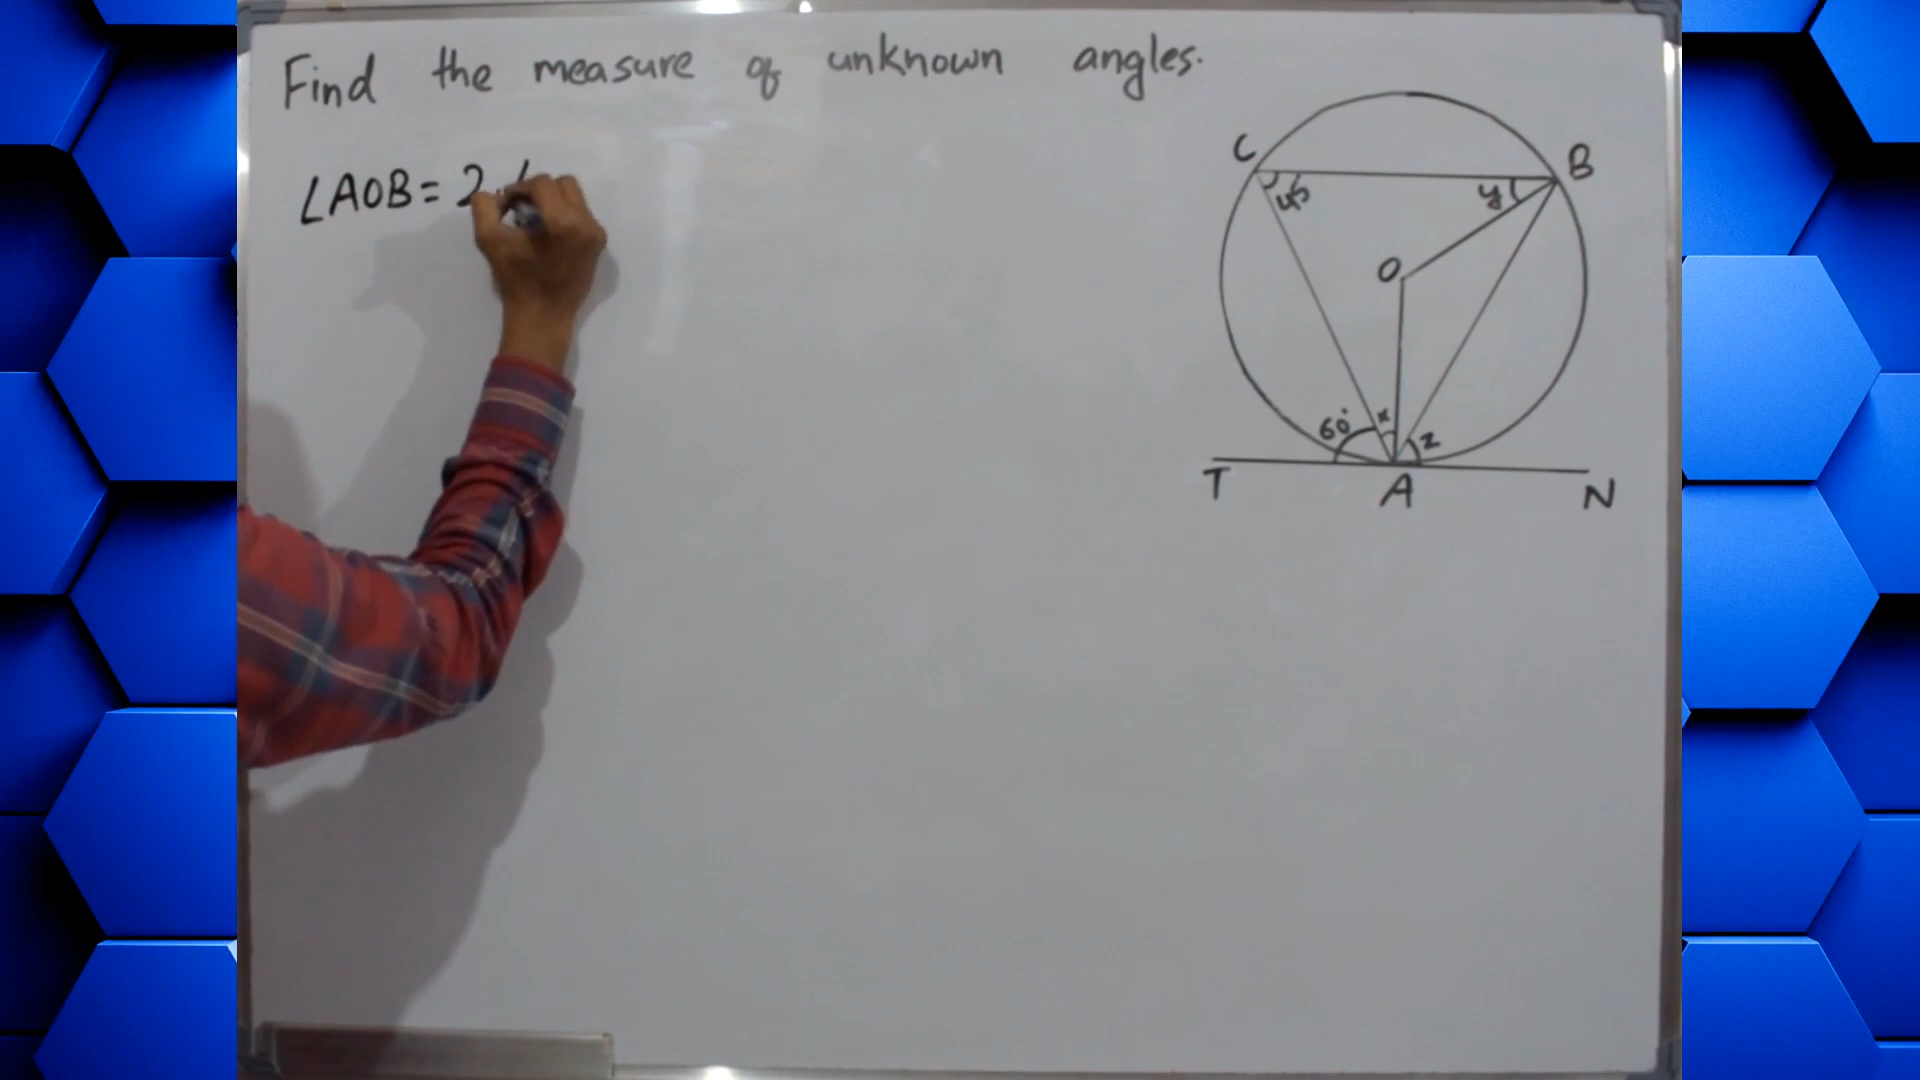 Find the measure of unknown angles.
∠AOB = 2
C
B
45°
y
O
60°
x
z
T
A
N